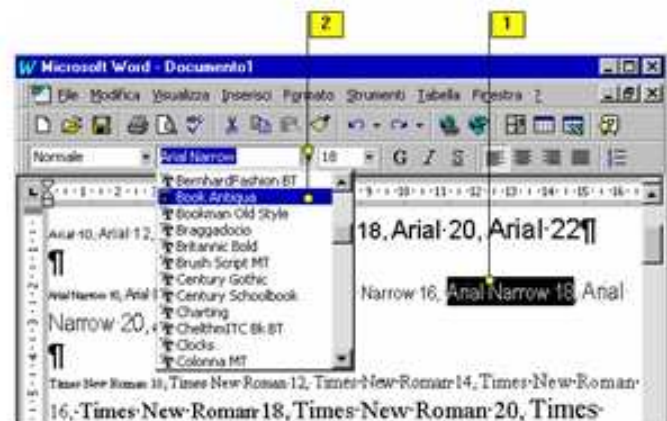 2 1
Microsoft Word - Documento1
File Modifica Visualizza Inserisci Formato Strumenti Tabella Finestra ?
Normale Arial Narrow 18 G I S
BernhardFashion BT
Book Antiqua
Bookman Old Style
Braggadocio
Britannic Bold
Brush Script MT
Century Gothic
Century Schoolbook
Charting
ChelthmITC Bk BT
Clocks
Colonna MT
Arial 10, Arial 12, 18, Arial 20, Arial 22¶
¶
Arial Narrow 10, Arial Narrow 16, Arial Narrow 18, Arial
Narrow 20,
¶
Times New Roman 10, Times New Roman 12, Times New Roman 14, Times New Roman
16, Times New Roman 18, Times New Roman 20, Times